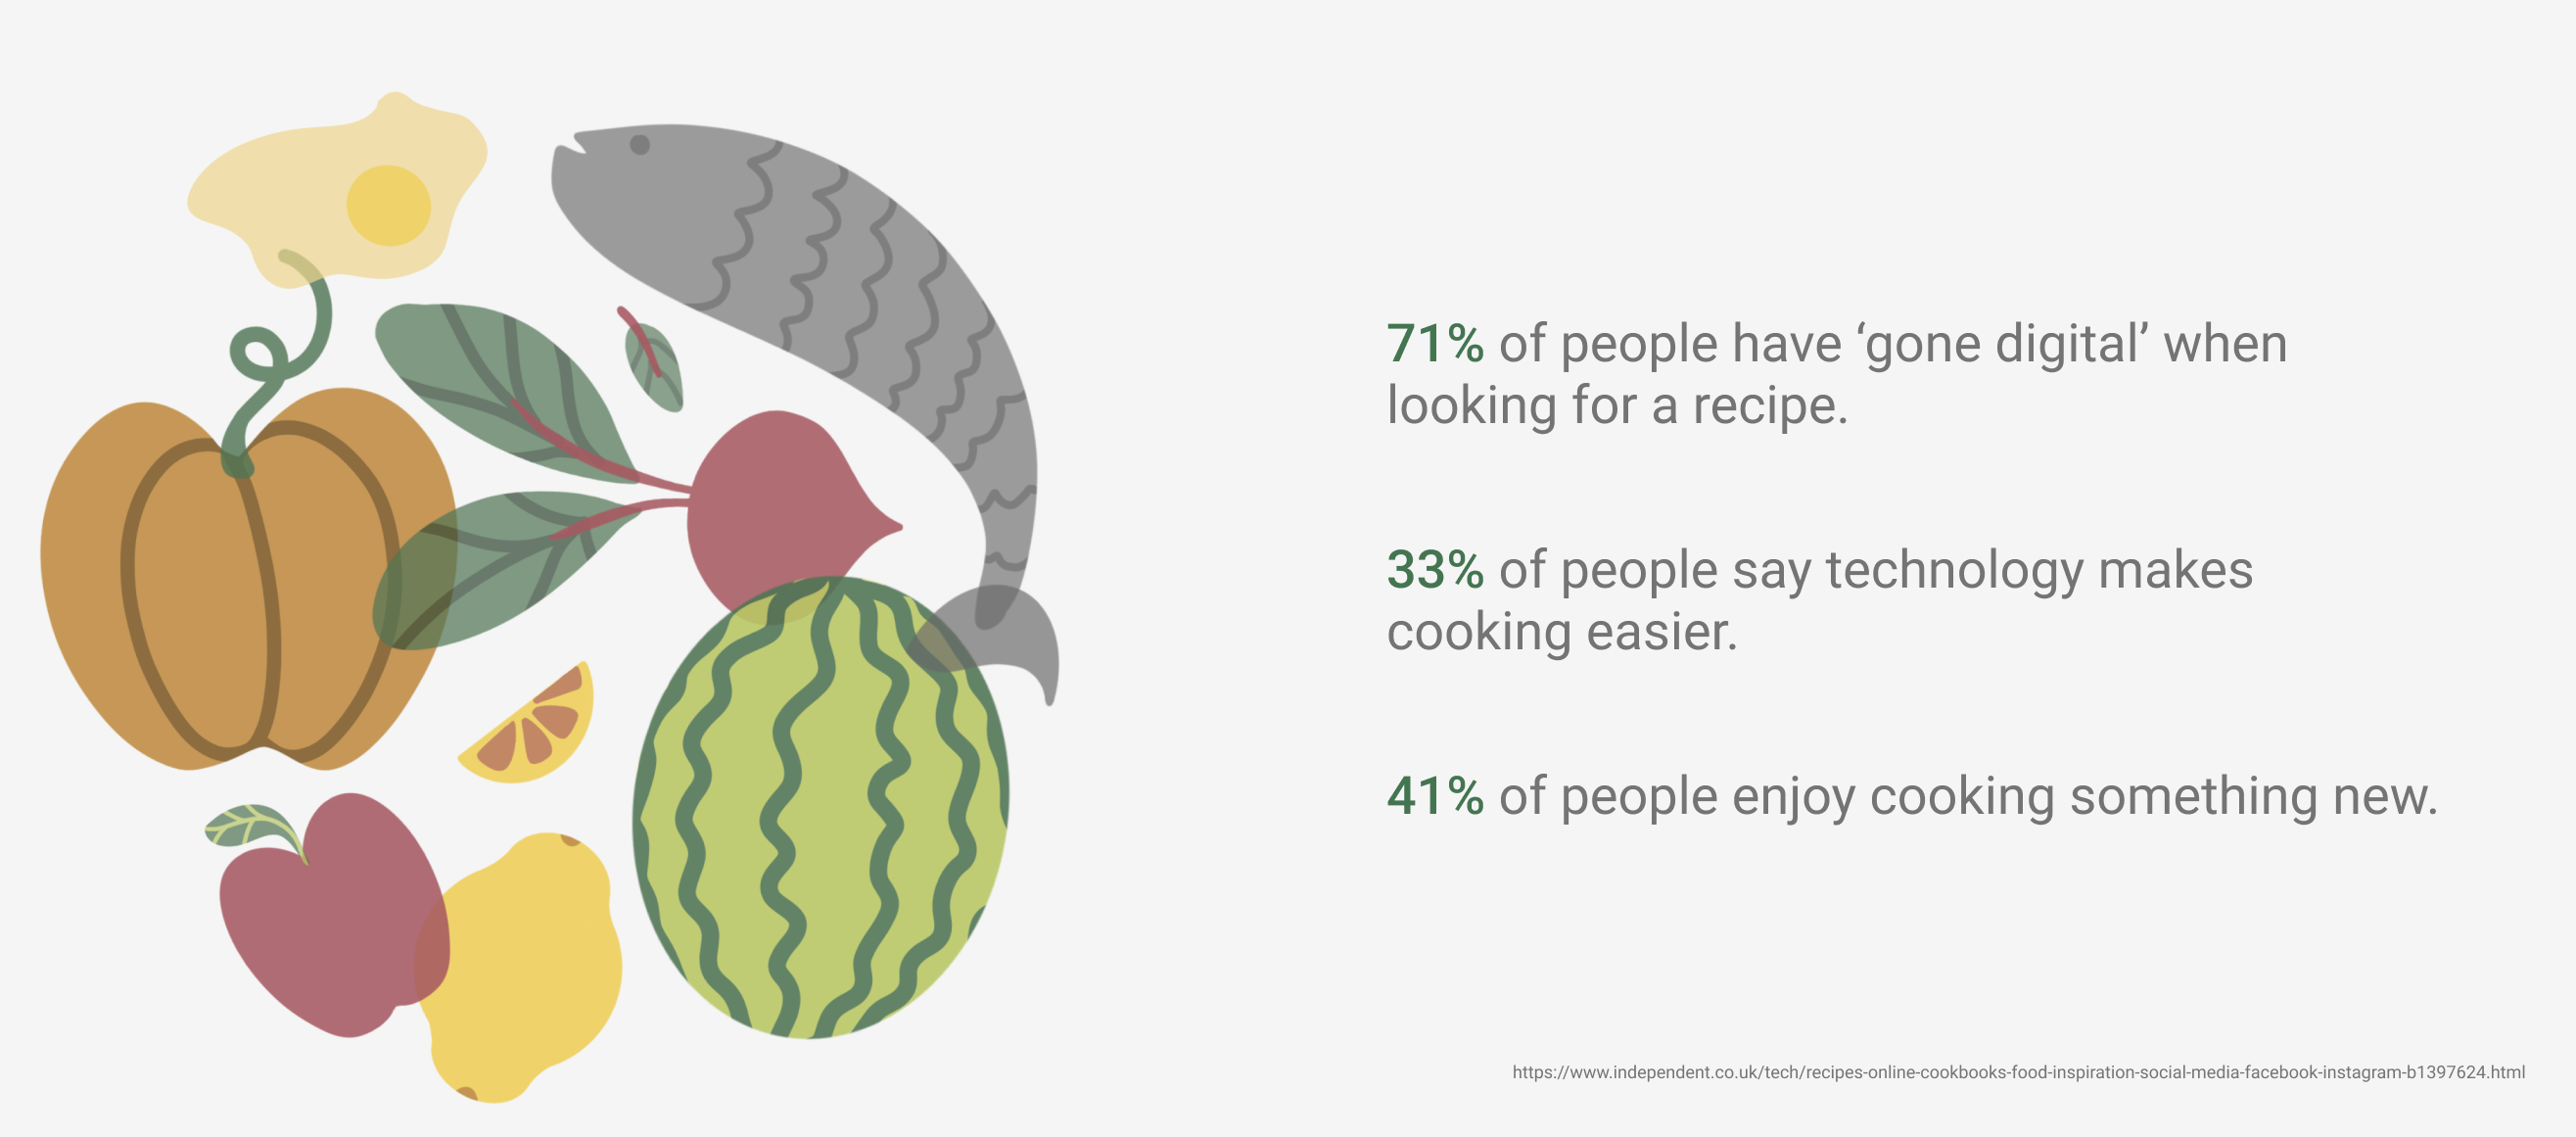 71% of people have ‘gone digital’ when
looking for a recipe.
33% of people say technology makes
cooking easier.
41% of people enjoy cooking something new.
https://www.independent.co.uk/tech/recipes-online-cookbooks-food-inspiration-social-media-facebook-instagram-b1397624.html